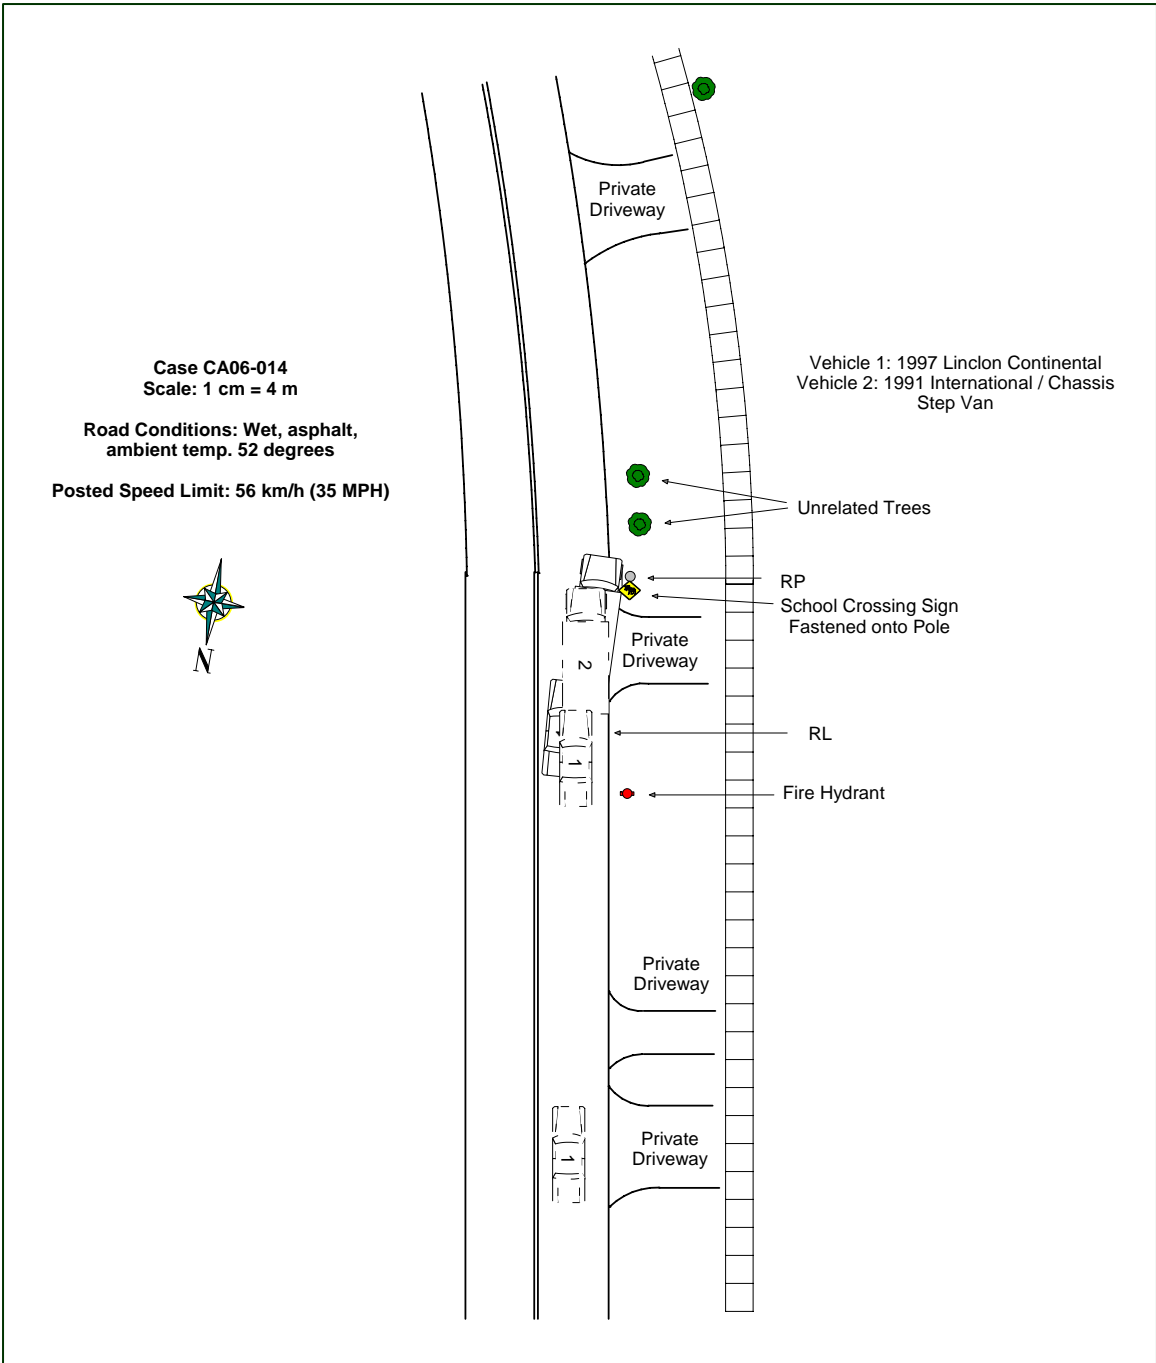 Private
Driveway
Case CA06-014
Scale: 1 cm = 4 m
Road Conditions: Wet, asphalt,
ambient temp. 52 degrees
Posted Speed Limit: 56 km/h (35 MPH)
Vehicle 1: 1997 Linclon Continental
Vehicle 2: 1991 International / Chassis
Step Van
Unrelated Trees
RP
School Crossing Sign
Fastened onto Pole
N
Private
Driveway
2
RL
1
Fire Hydrant
Private
Driveway
Private
Driveway
1